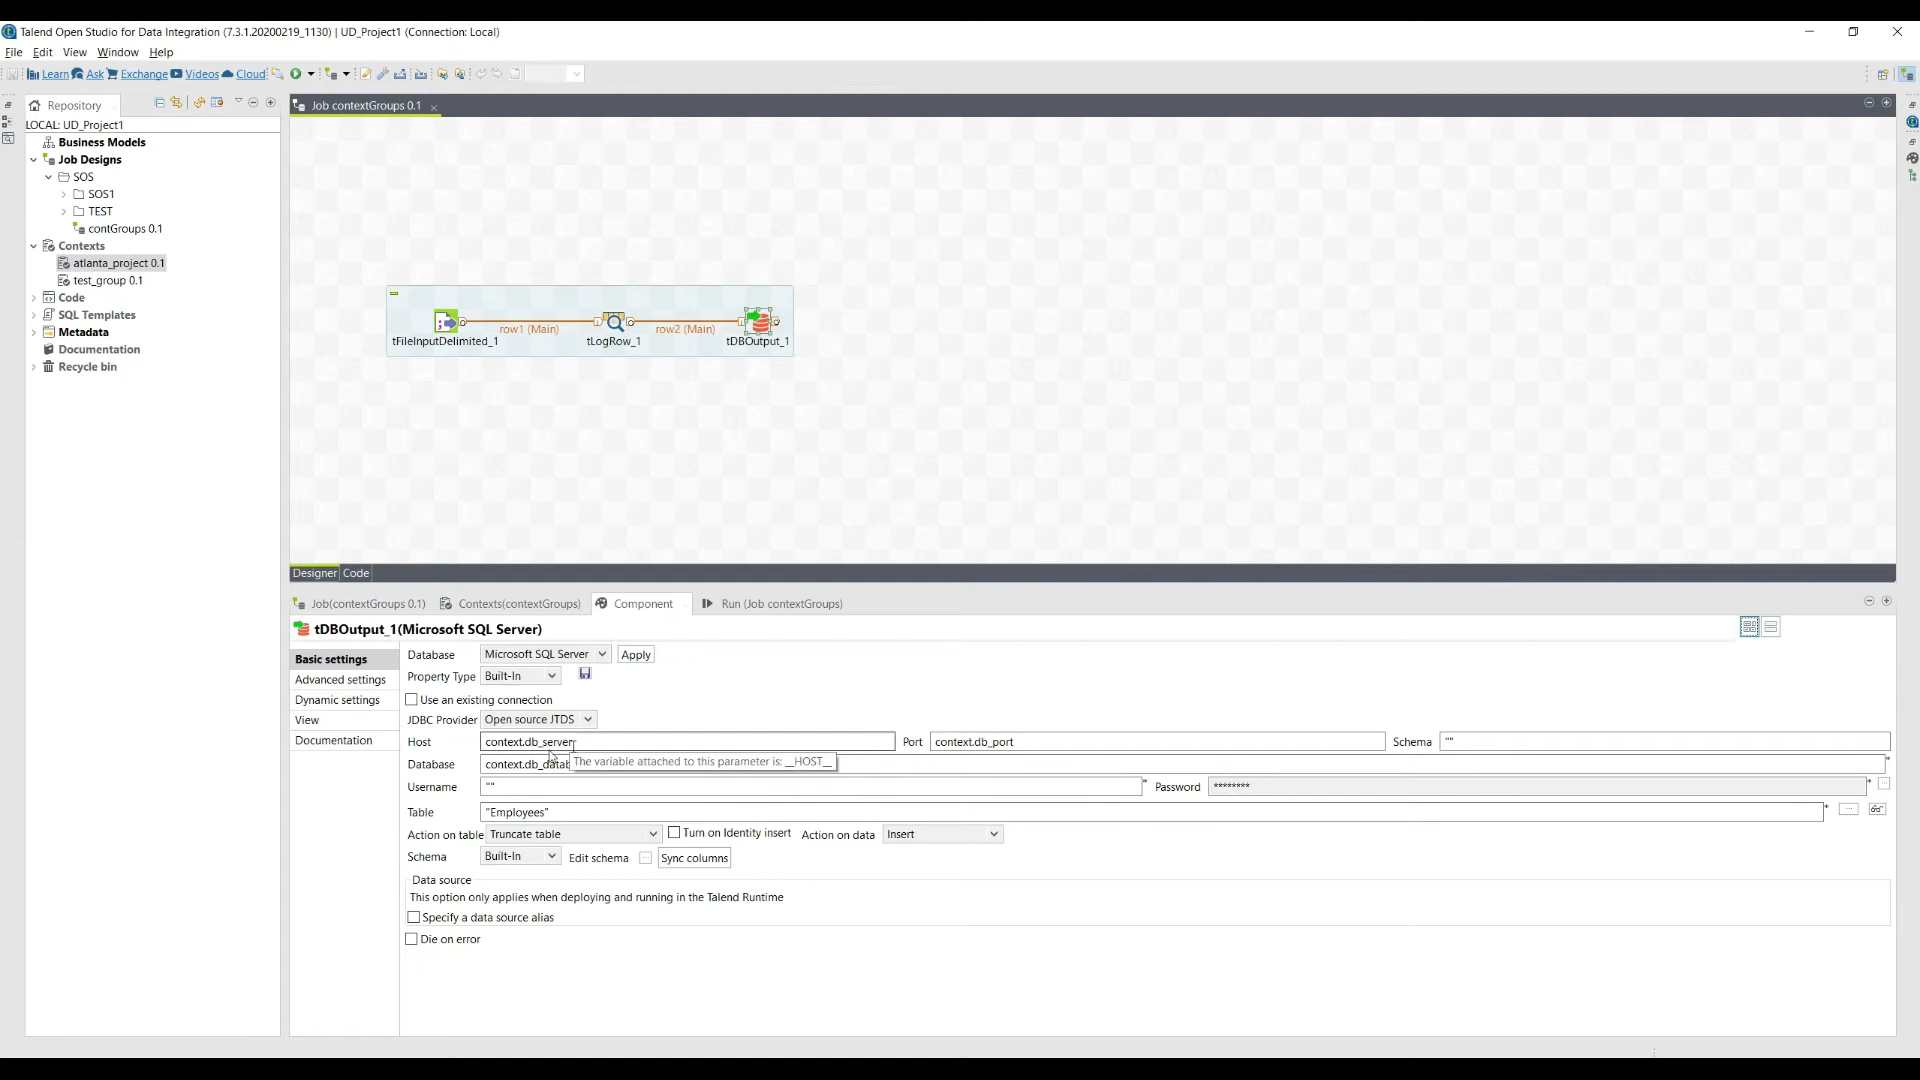 Talend Open Studio for Data Integration (7.3.1.20200219_1130) | UD_Project1 (Connection: Local)
File Edit View Window Help
Learn Ask Exchange Videos Cloud
Repository
LOCAL: UD_Project1
Business Models
Job Designs
SOS
SOS1
TEST
contGroups 0.1
Contexts
atlanta_project 0.1
test_group 0.1
Code
SQL Templates
Metadata
Documentation
Recycle bin
Job contextGroups 0.1
row1 (Main) row2 (Main)
tFileInputDelimited_1 tLogRow_1 tDBOutput_1
Designer Code
Job(contextGroups 0.1) Contexts(contextGroups) Component Run (Job contextGroups)
tDBOutput_1(Microsoft SQL Server)
Basic settings
Advanced settings
Dynamic settings
View
Documentation
Database Microsoft SQL Server Apply
Property Type Built-In
Use an existing connection
JDBC Provider Open source JTDS
Host context.db_server Port context.db_port Schema ""
Database context.db_datab The variable attached to this parameter is: __HOST__ *
Username "" * Password ******** * ...
Table "Employees" * ...
Action on table Truncate table Turn on Identity insert Action on data Insert
Schema Built-In Edit schema ... Sync columns
Data source
This option only applies when deploying and running in the Talend Runtime
Specify a data source alias
Die on error